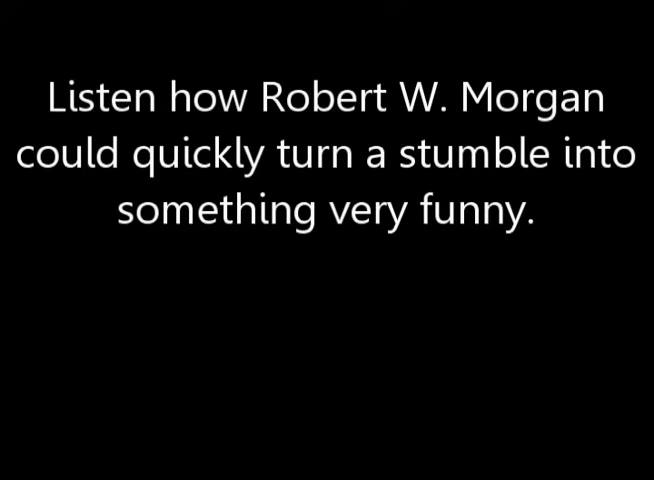 Listen how Robert W. Morgan
could quickly turn a stumble into
something very funny.